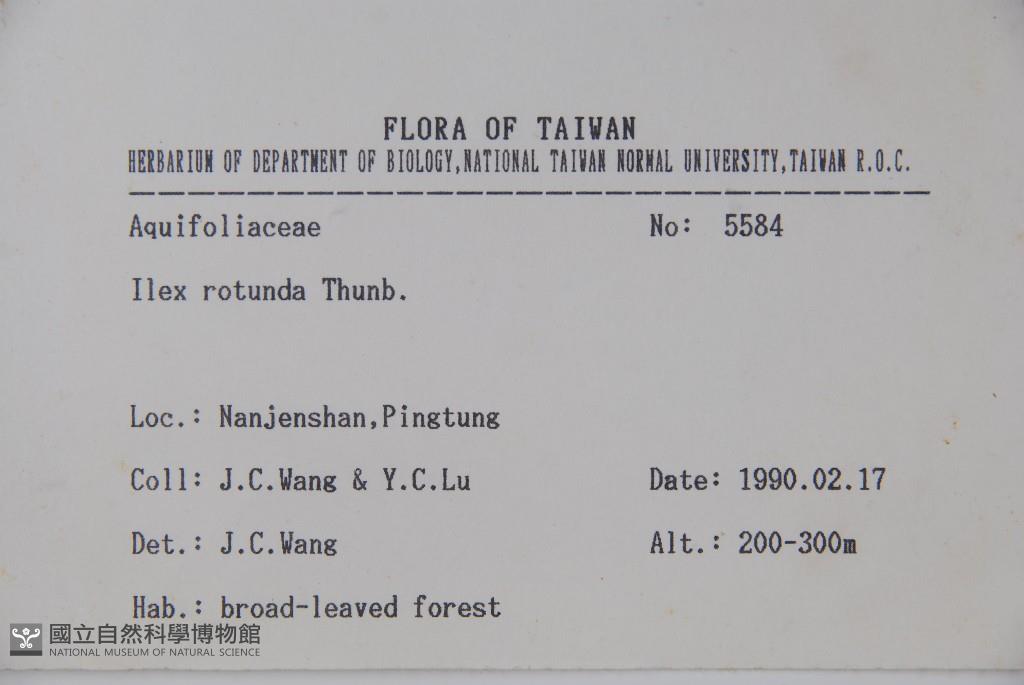 FLORA OF TAIWAN
HERBARIUM OF DEPARTMENT OF BIOLOGY,NATIONAL TAIWAN NORMAL UNIVERSITY,TAIWAN R.O.C.
Aquifoliaceae No: 5584
Ilex rotunda Thunb.
Loc.: Nanjenshan,Pingtung
Coll: J.C.Wang & Y.C.Lu Date: 1990.02.17
Det.: J.C.Wang Alt.: 200-300m
Hab.: broad-leaved forest
國立自然科學博物館
NATIONAL MUSEUM OF NATURAL SCIENCE